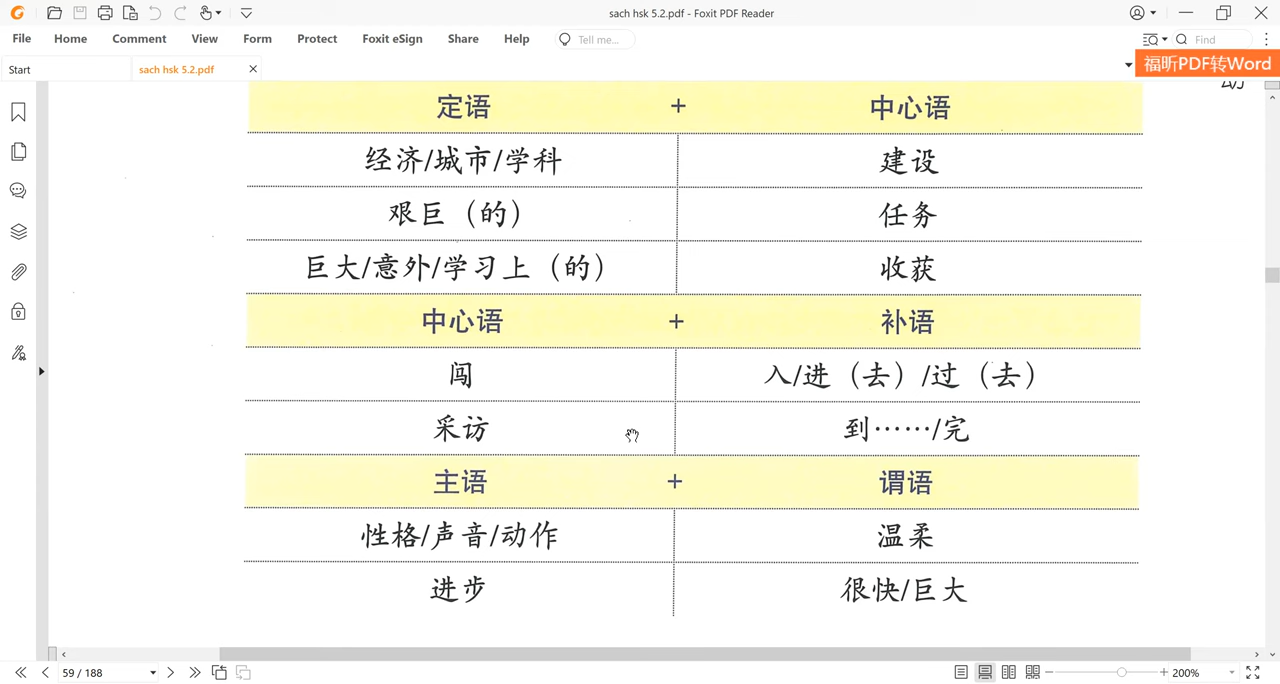 sach hsk 5.2.pdf - Foxit PDF Reader
File Home Comment View Form Protect Foxit eSign Share Help Tell me... Find
Start sach hsk 5.2.pdf
福昕PDF转Word
定语 + 中心语
经济/城市/学科 建设
艰巨（的） 任务
巨大/意外/学习上（的） 收获
中心语 + 补语
闯 入/进（去）/过（去）
采访 到……/完
主语 + 谓语
性格/声音/动作 温柔
进步 很快/巨大
59 / 188 200%